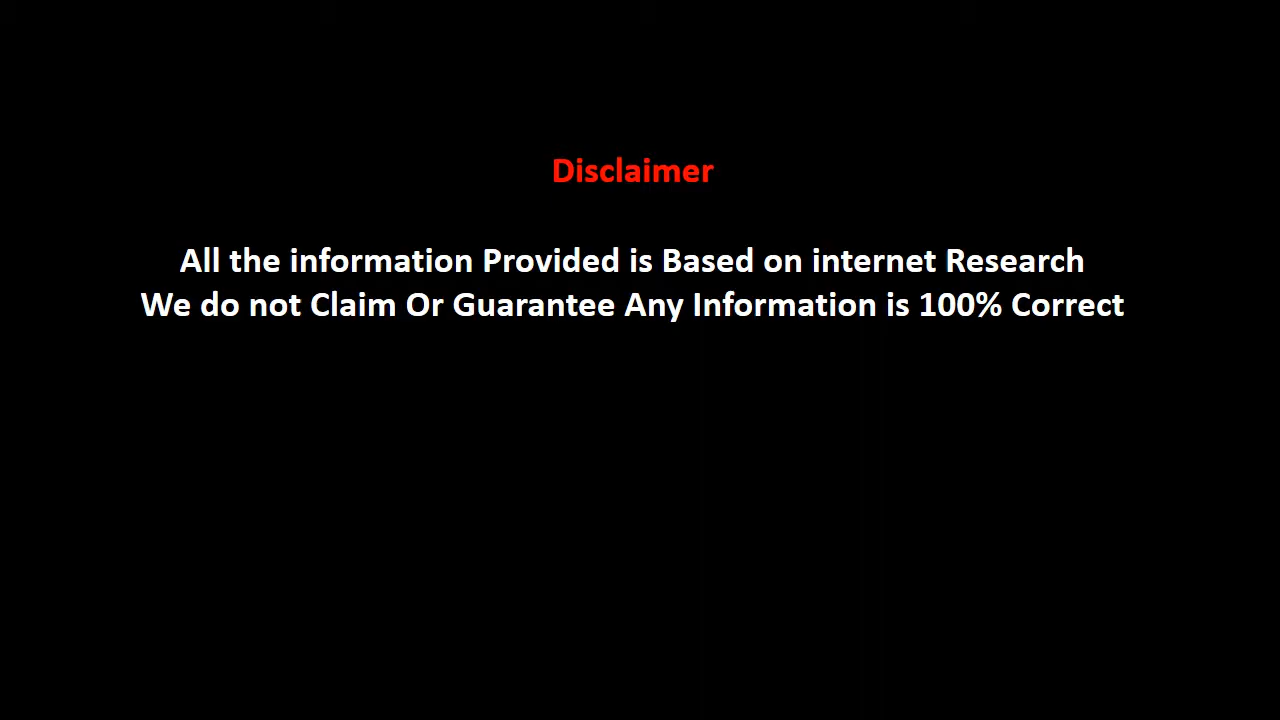 Disclaimer
All the information Provided is Based on internet Research
We do not Claim Or Guarantee Any Information is 100% Correct